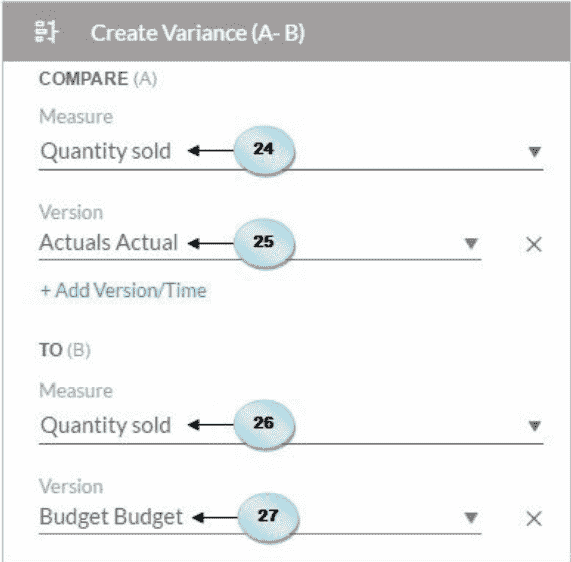 Create Variance (A- B)
COMPARE (A)
Measure
Quantity sold
24
Version
Actuals Actual
25
+ Add Version/Time
TO (B)
Measure
Quantity sold
26
Version
Budget Budget
27